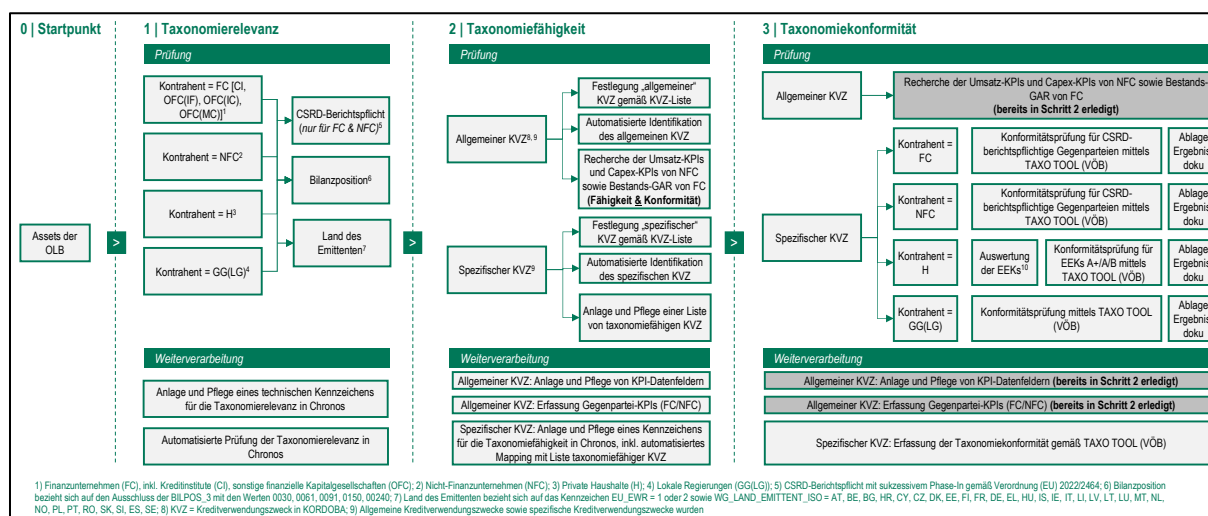 0 | Startpunkt
Assets der
OLB
>
1 | Taxonomierelevanz
Prüfung
Kontrahent = FC [CI,
OFC(IF), OFC(IC),
OFC(MC)]1
Kontrahent = NFC2
Kontrahent = H3
Kontrahent = GG(LG)4
CSRD-Berichtspflicht
(nur für FC & NFC)5
Bilanzposition6
Land des
Emittenten7
Weiterverarbeitung
Anlage und Pflege eines technischen Kennzeichens
für die Taxonomierelevanz in Chronos
Automatisierte Prüfung der Taxonomierelevanz in
Chronos
>
2 | Taxonomiefähigkeit
Prüfung
Allgemeiner KVZ8, 9
Festlegung „allgemeiner“
KVZ gemäß KVZ-Liste
Automatisierte Identifikation
des allgemeinen KVZ
Recherche der Umsatz-KPIs
und Capex-KPIs von NFC
sowie Bestands-GAR von FC
(Fähigkeit & Konformität)
Spezifischer KVZ9
Festlegung „spezifischer“
KVZ gemäß KVZ-Liste
Automatisierte Identifikation
des spezifischen KVZ
Anlage und Pflege einer Liste
von taxonomiefähigen KVZ
Weiterverarbeitung
Allgemeiner KVZ: Anlage und Pflege von KPI-Datenfeldern
Allgemeiner KVZ: Erfassung Gegenpartei-KPIs (FC/NFC)
Spezifischer KVZ: Anlage und Pflege eines Kennzeichens
für die Taxonomiefähigkeit in Chronos, inkl. automatisiertes
Mapping mit Liste taxonomiefähiger KVZ
>
3 | Taxonomiekonformität
Prüfung
Allgemeiner KVZ
Recherche der Umsatz-KPIs und Capex-KPIs von NFC sowie Bestands-
GAR von FC
(bereits in Schritt 2 erledigt)
Spezifischer KVZ
Kontrahent =
FC
Konformitätsprüfung für CSRD-
berichtspflichtige Gegenparteien mittels
TAXO TOOL (VÖB)
Ablage
Ergebnis
doku
Kontrahent =
NFC
Konformitätsprüfung für CSRD-
berichtspflichtige Gegenparteien mittels
TAXO TOOL (VÖB)
Ablage
Ergebnis
doku
Kontrahent =
H
Auswertung
der EEKs10
Konformitätsprüfung für
EEKs A+/A/B mittels
TAXO TOOL (VÖB)
Ablage
Ergebnis
doku
Kontrahent =
GG(LG)
Konformitätsprüfung mittels TAXO TOOL
(VÖB)
Ablage
Ergebnis
doku
Weiterverarbeitung
Allgemeiner KVZ: Anlage und Pflege von KPI-Datenfeldern (bereits in Schritt 2 erledigt)
Allgemeiner KVZ: Erfassung Gegenpartei-KPIs (FC/NFC) (bereits in Schritt 2 erledigt)
Spezifischer KVZ: Erfassung der Taxonomiekonformität gemäß TAXO TOOL (VÖB)
1) Finanzunternehmen (FC), inkl. Kreditinstitute (CI), sonstige finanzielle Kapitalgesellschaften (OFC); 2) Nicht-Finanzunternehmen (NFC); 3) Private Haushalte (H); 4) Lokale Regierungen (GG(LG)); 5) CSRD-Berichtspflicht mit sukzessivem Phase-In gemäß Verordnung (EU) 2022/2464; 6) Bilanzposition
bezieht sich auf den Ausschluss der BILPOS_3 mit den Werten 0030, 0061, 0091, 0150, 00240; 7) Land des Emittenten bezieht sich auf das Kennzeichen EU_EWR = 1 oder 2 sowie WG_LAND_EMITTENT_ISO = AT, BE, BG, HR, CY, CZ, DK, EE, FI, FR, DE, EL, HU, IS, IE, IT, LI, LV, LT, LU, MT, NL,
NO, PL, PT, RO, SK, SI, ES, SE; 8) KVZ = Kreditverwendungszweck in KORDOBA; 9) Allgemeine Kreditverwendungszwecke sowie spezifische Kreditverwendungszwecke wurden